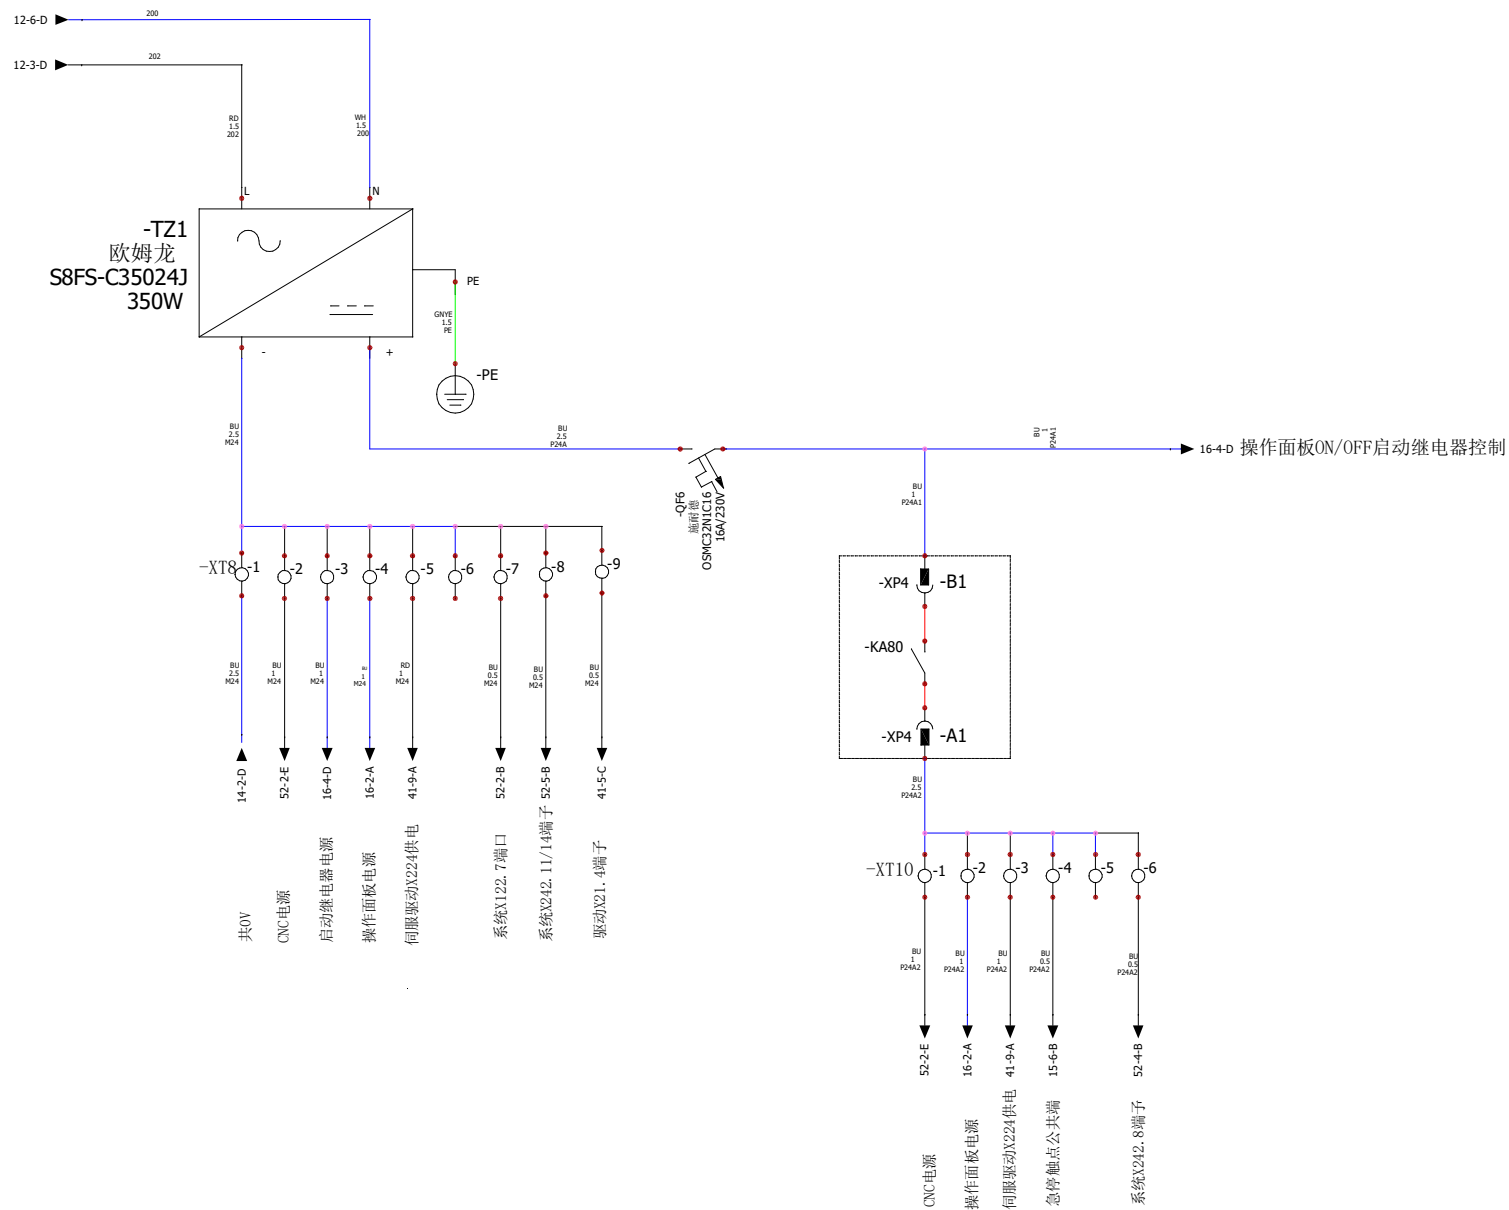 12-6-D
200
12-3-D
202
RD
1.5
202
WH
1.5
200
L
N
-TZ1
欧姆龙
S8FS-C35024J
350W
PE
GNYE
1.5
PE
-PE
-
+
BU
2.5
M24
BU
2.5
P24A
-QF6
施耐德
OSMC32N1C16
16A/230V
BU
1
P24A1
16-4-D 操作面板ON/OFF启动继电器控制
BU
1
P24A1
-XT8
-1
-2
-3
-4
-5
-6
-7
-8
-9
BU
2.5
M24
BU
1
M24
BU
1
M24
1
M24
RD
1
M24
BU
0.5
M24
BU
0.5
M24
BU
0.5
M24
14-2-D
52-2-E
16-4-D
16-2-A
41-9-A
52-2-B
52-5-B
41-5-C
共0V
CNC电源
启动继电器电源
操作面板电源
伺服驱动X224供电
系统X122.7端口
系统X242.11/14端子
驱动X21.4端子
-XP4
-B1
-KA80
-XP4
-A1
BU
2.5
P24A2
-XT10
-1
-2
-3
-4
-5
-6
BU
1
P24A2
BU
1
P24A2
BU
1
P24A2
BU
0.5
P24A2
BU
0.5
P24A2
52-2-E
16-2-A
41-9-A
15-6-B
52-4-B
CNC电源
操作面板电源
伺服驱动X224供电
急停触点公共端
系统X242.8端子